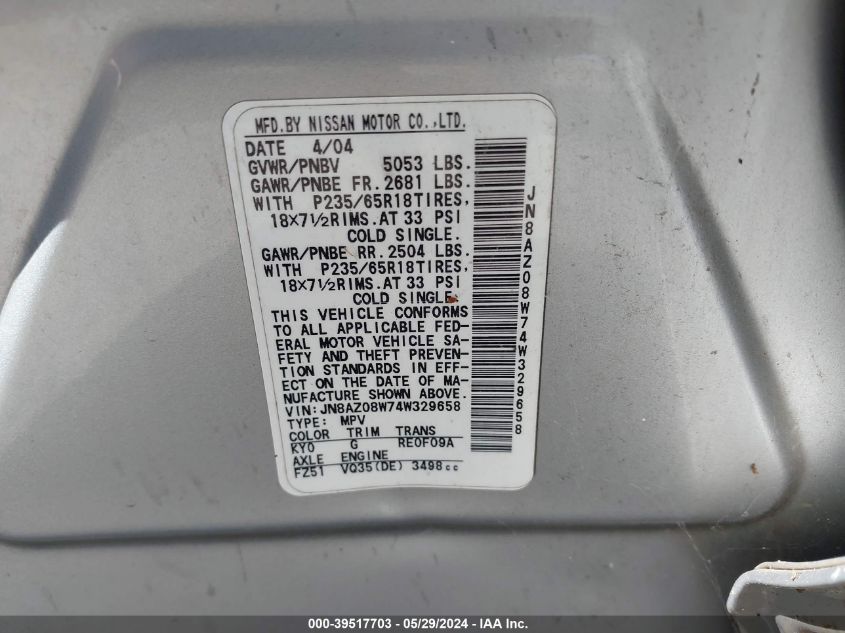 MFD.BY NISSAN MOTOR CO.,LTD.
DATE 4/04
GVWR/PNBV 5053 LBS.
GAWR/PNBE FR.2681 LBS.
WITH P235/65R18TIRES,
18X7½RIMS.AT 33 PSI
COLD SINGLE.
GAWR/PNBE RR.2504 LBS.
WITH P235/65R18TIRES,
18X7½RIMS.AT 33 PSI
COLD SINGLE.
THIS VEHICLE CONFORMS
TO ALL APPLICABLE FED-
ERAL MOTOR VEHICLE SA-
FETY AND THEFT PREVEN-
TION STANDARDS IN EFF-
ECT ON THE DATE OF MA-
NUFACTURE SHOWN ABOVE.
VIN:JN8AZ08W74W329658
TYPE: MPV
COLOR TRIM TRANS
KY0 G RE0F09A
AXLE ENGINE
FZ51 VQ35(DE) 3498cc
JN8AZ08W74W329658
000-39517703 - 05/29/2024 - IAA Inc.